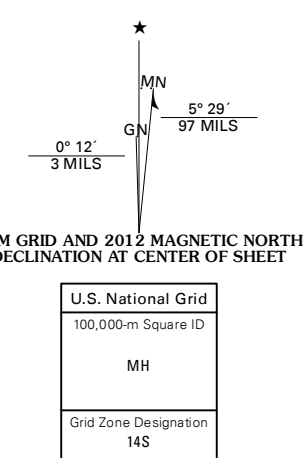 ★
MN
5° 29´
97 MILS
GN
0° 12´
3 MILS
M GRID AND 2012 MAGNETIC NORTH
DECLINATION AT CENTER OF SHEET
U.S. National Grid
100,000-m Square ID
MH
Grid Zone Designation
14S